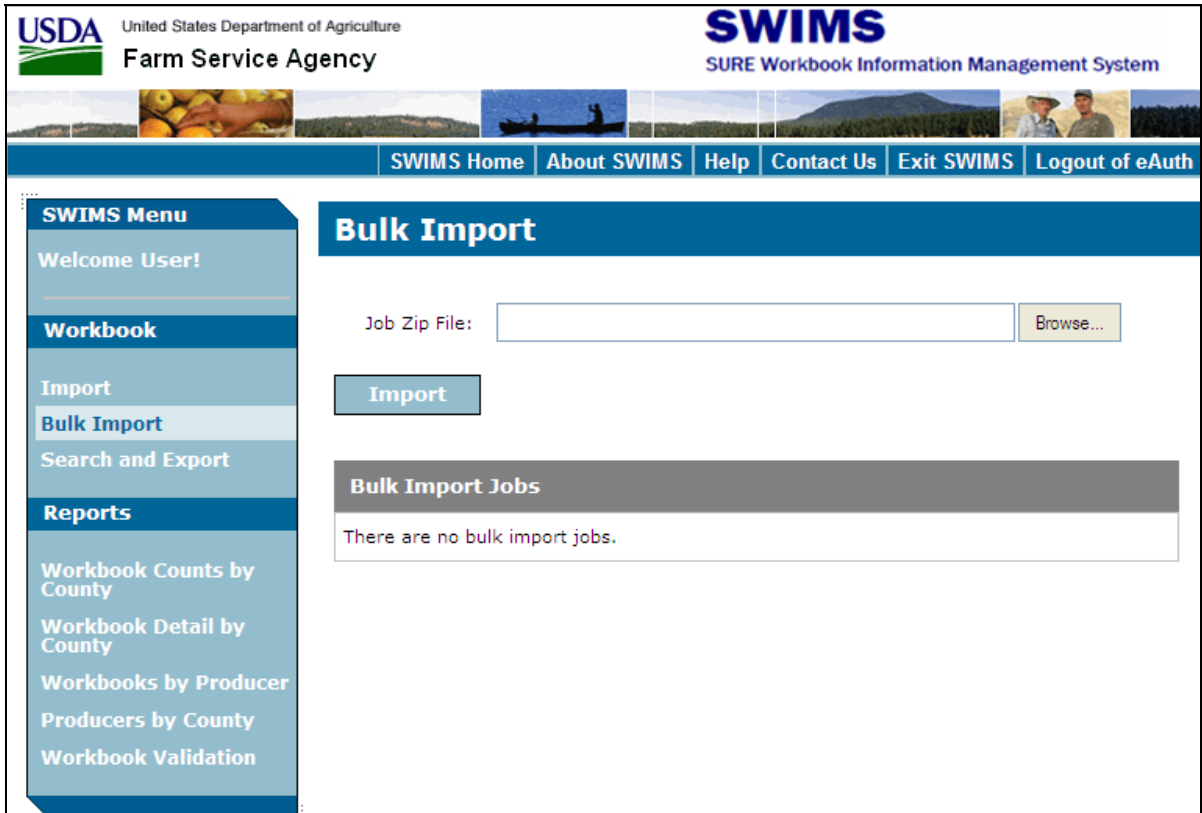 USDA
United States Department of Agriculture
Farm Service Agency
SWIMS
SURE Workbook Information Management System
SWIMS Home About SWIMS Help Contact Us Exit SWIMS Logout of eAuth
SWIMS Menu
Welcome User!
Workbook
Import
Bulk Import
Search and Export
Reports
Workbook Counts by
County
Workbook Detail by
County
Workbooks by Producer
Producers by County
Workbook Validation
Bulk Import
Job Zip File: Browse...
Import
Bulk Import Jobs
There are no bulk import jobs.